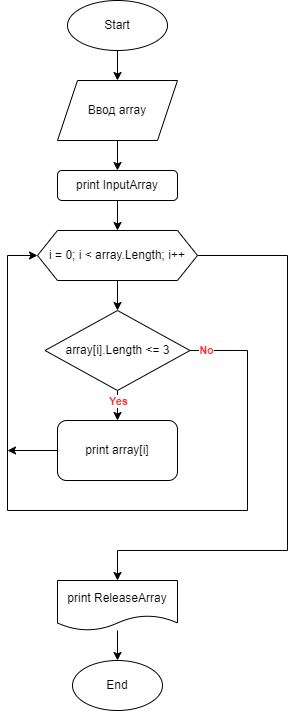 Start
Ввод array
print InputArray
i = 0; i < array.Length; i++
array[i].Length <= 3
No
Yes
print array[i]
print ReleaseArray
End